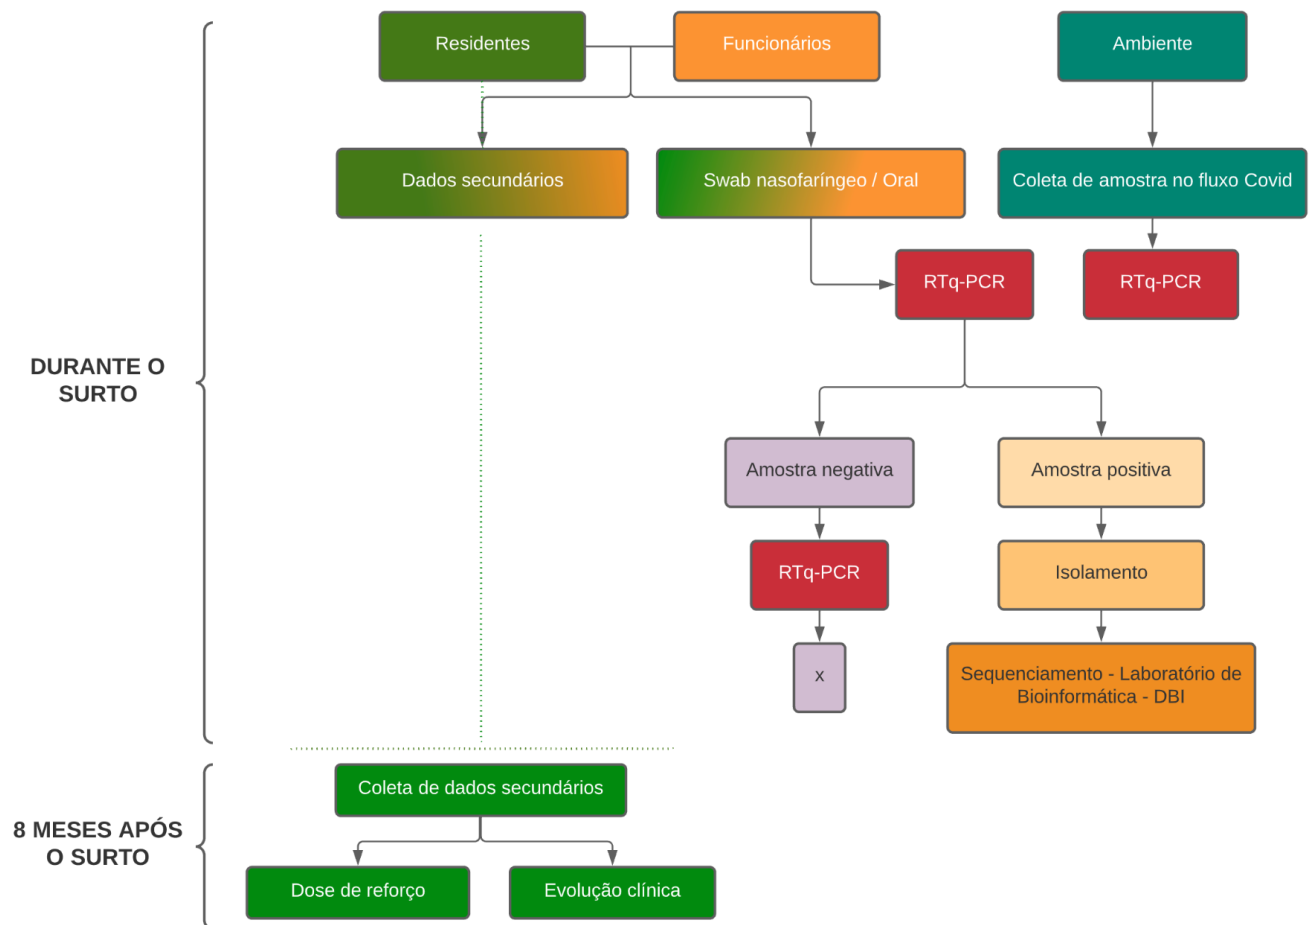 Residentes
Funcionários
Ambiente
Dados secundários
Swab nasofaríngeo / Oral
Coleta de amostra no fluxo Covid
RTq-PCR
RTq-PCR
DURANTE O
SURTO
Amostra negativa
Amostra positiva
RTq-PCR
Isolamento
x
Sequenciamento - Laboratório de
Bioinformática - DBI
8 MESES APÓS
O SURTO
Coleta de dados secundários
Dose de reforço
Evolução clínica